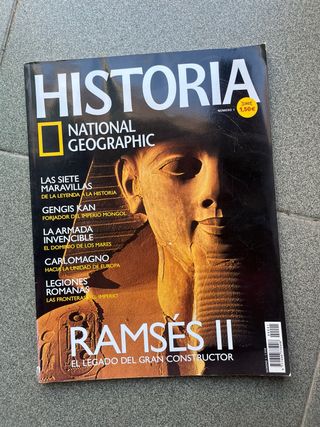 HISTORIA
NÚMERO 1
1,50€
NATIONAL
GEOGRAPHIC
LAS SIETE
MARAVILLAS
DE LA LEYENDA A LA HISTORIA
GENGIS KAN
FORJADOR DEL IMPERIO MONGOL
LA ARMADA
INVENCIBLE
EL DOMINIO DE LOS MARES
CARLOMAGNO
HACIA LA UNIDAD DE EUROPA
LEGIONES
ROMANAS
LAS FRONTERAS DEL IMPERIO
RAMSÉS II
EL LEGADO DEL GRAN CONSTRUCTOR